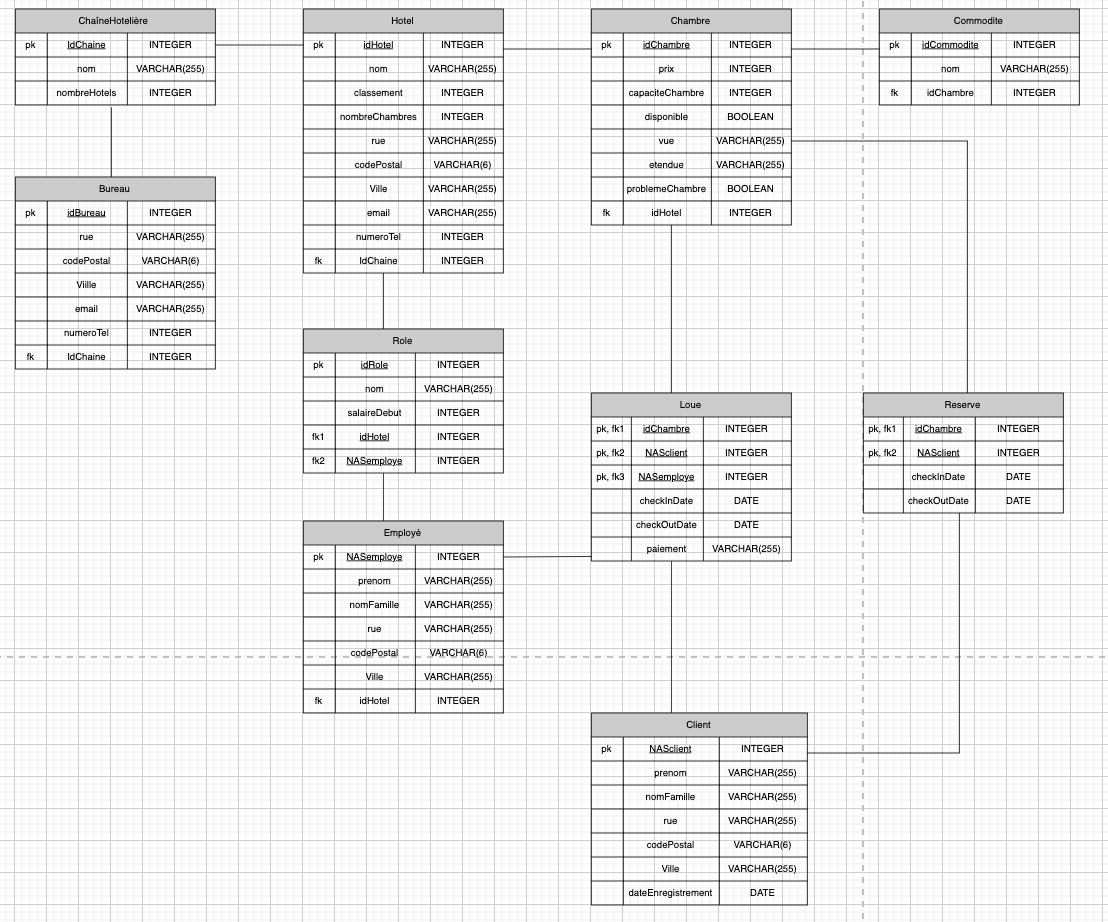 ChaîneHotelière
pk IdChaine INTEGER
nom VARCHAR(255)
nombreHotels INTEGER
Bureau
pk idBureau INTEGER
rue VARCHAR(255)
codePostal VARCHAR(6)
Viille VARCHAR(255)
email VARCHAR(255)
numeroTel INTEGER
fk IdChaine INTEGER
Hotel
pk idHotel INTEGER
nom VARCHAR(255)
classement INTEGER
nombreChambres INTEGER
rue VARCHAR(255)
codePostal VARCHAR(6)
Ville VARCHAR(255)
email VARCHAR(255)
numeroTel INTEGER
fk IdChaine INTEGER
Role
pk idRole INTEGER
nom VARCHAR(255)
salaireDebut INTEGER
fk1 idHotel INTEGER
fk2 NASemploye INTEGER
Employé
pk NASemploye INTEGER
prenom VARCHAR(255)
nomFamille VARCHAR(255)
rue VARCHAR(255)
codePostal VARCHAR(6)
Ville VARCHAR(255)
fk idHotel INTEGER
Chambre
pk idChambre INTEGER
prix INTEGER
capaciteChambre INTEGER
disponible BOOLEAN
vue VARCHAR(255)
etendue VARCHAR(255)
problemeChambre BOOLEAN
fk idHotel INTEGER
Loue
pk, fk1 idChambre INTEGER
pk, fk2 NASclient INTEGER
pk, fk3 NASemploye INTEGER
checkInDate DATE
checkOutDate DATE
paiement VARCHAR(255)
Client
pk NASclient INTEGER
prenom VARCHAR(255)
nomFamille VARCHAR(255)
rue VARCHAR(255)
codePostal VARCHAR(6)
Ville VARCHAR(255)
dateEnregistrement DATE
Commodite
pk idCommodite INTEGER
nom VARCHAR(255)
fk idChambre INTEGER
Reserve
pk, fk1 idChambre INTEGER
pk, fk2 NASclient INTEGER
checkInDate DATE
checkOutDate DATE